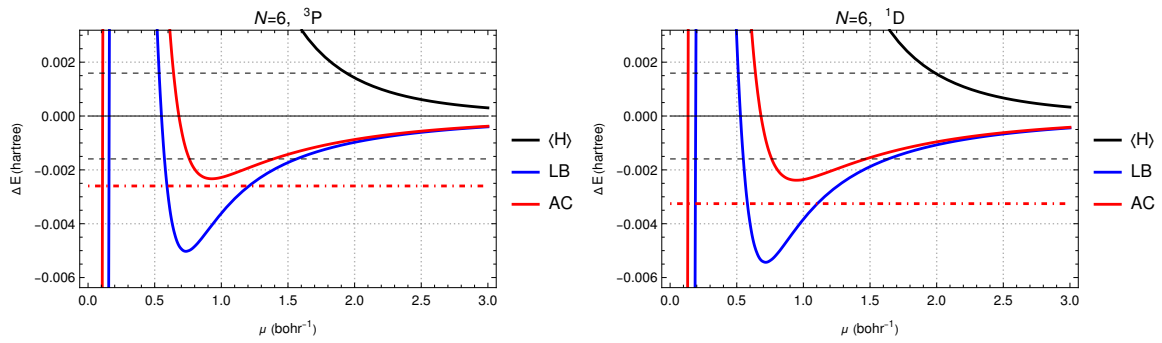 N=6, ³P
0.002
0.000
−0.002
−0.004
−0.006
Δ E (hartree)
0.0 0.5 1.0 1.5 2.0 2.5 3.0
μ (bohr⁻¹)
⟨H⟩
LB
AC
N=6, ¹D
0.002
0.000
−0.002
−0.004
−0.006
Δ E (hartree)
0.0 0.5 1.0 1.5 2.0 2.5 3.0
μ (bohr⁻¹)
⟨H⟩
LB
AC